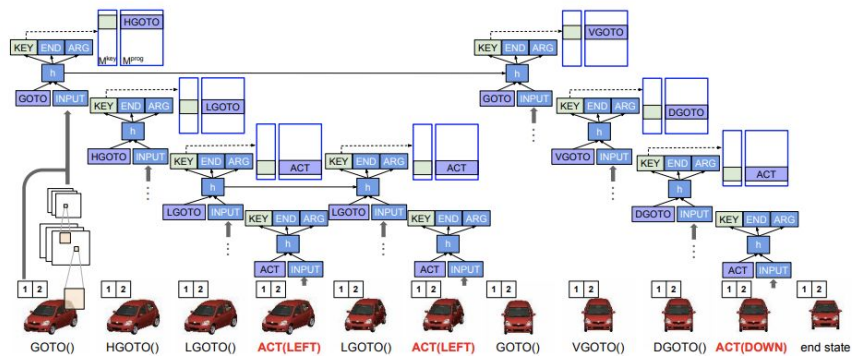 HGOTO
KEY END ARG
M^key M^prog
h
GOTO INPUT
LGOTO
KEY END ARG
h
HGOTO INPUT
ACT
KEY END ARG
h
LGOTO INPUT
KEY END ARG
h
ACT INPUT
ACT
KEY END ARG
h
LGOTO INPUT
KEY END ARG
h
ACT INPUT
VGOTO
KEY END ARG
h
GOTO INPUT
DGOTO
KEY END ARG
h
VGOTO INPUT
ACT
KEY END ARG
h
DGOTO INPUT
KEY END ARG
h
ACT INPUT
1 2 1 2 1 2 1 2 1 2 1 2 1 2 1 2 1 2 1 2 1 2
GOTO() HGOTO() LGOTO() ACT(LEFT) LGOTO() ACT(LEFT) GOTO() VGOTO() DGOTO() ACT(DOWN) end state